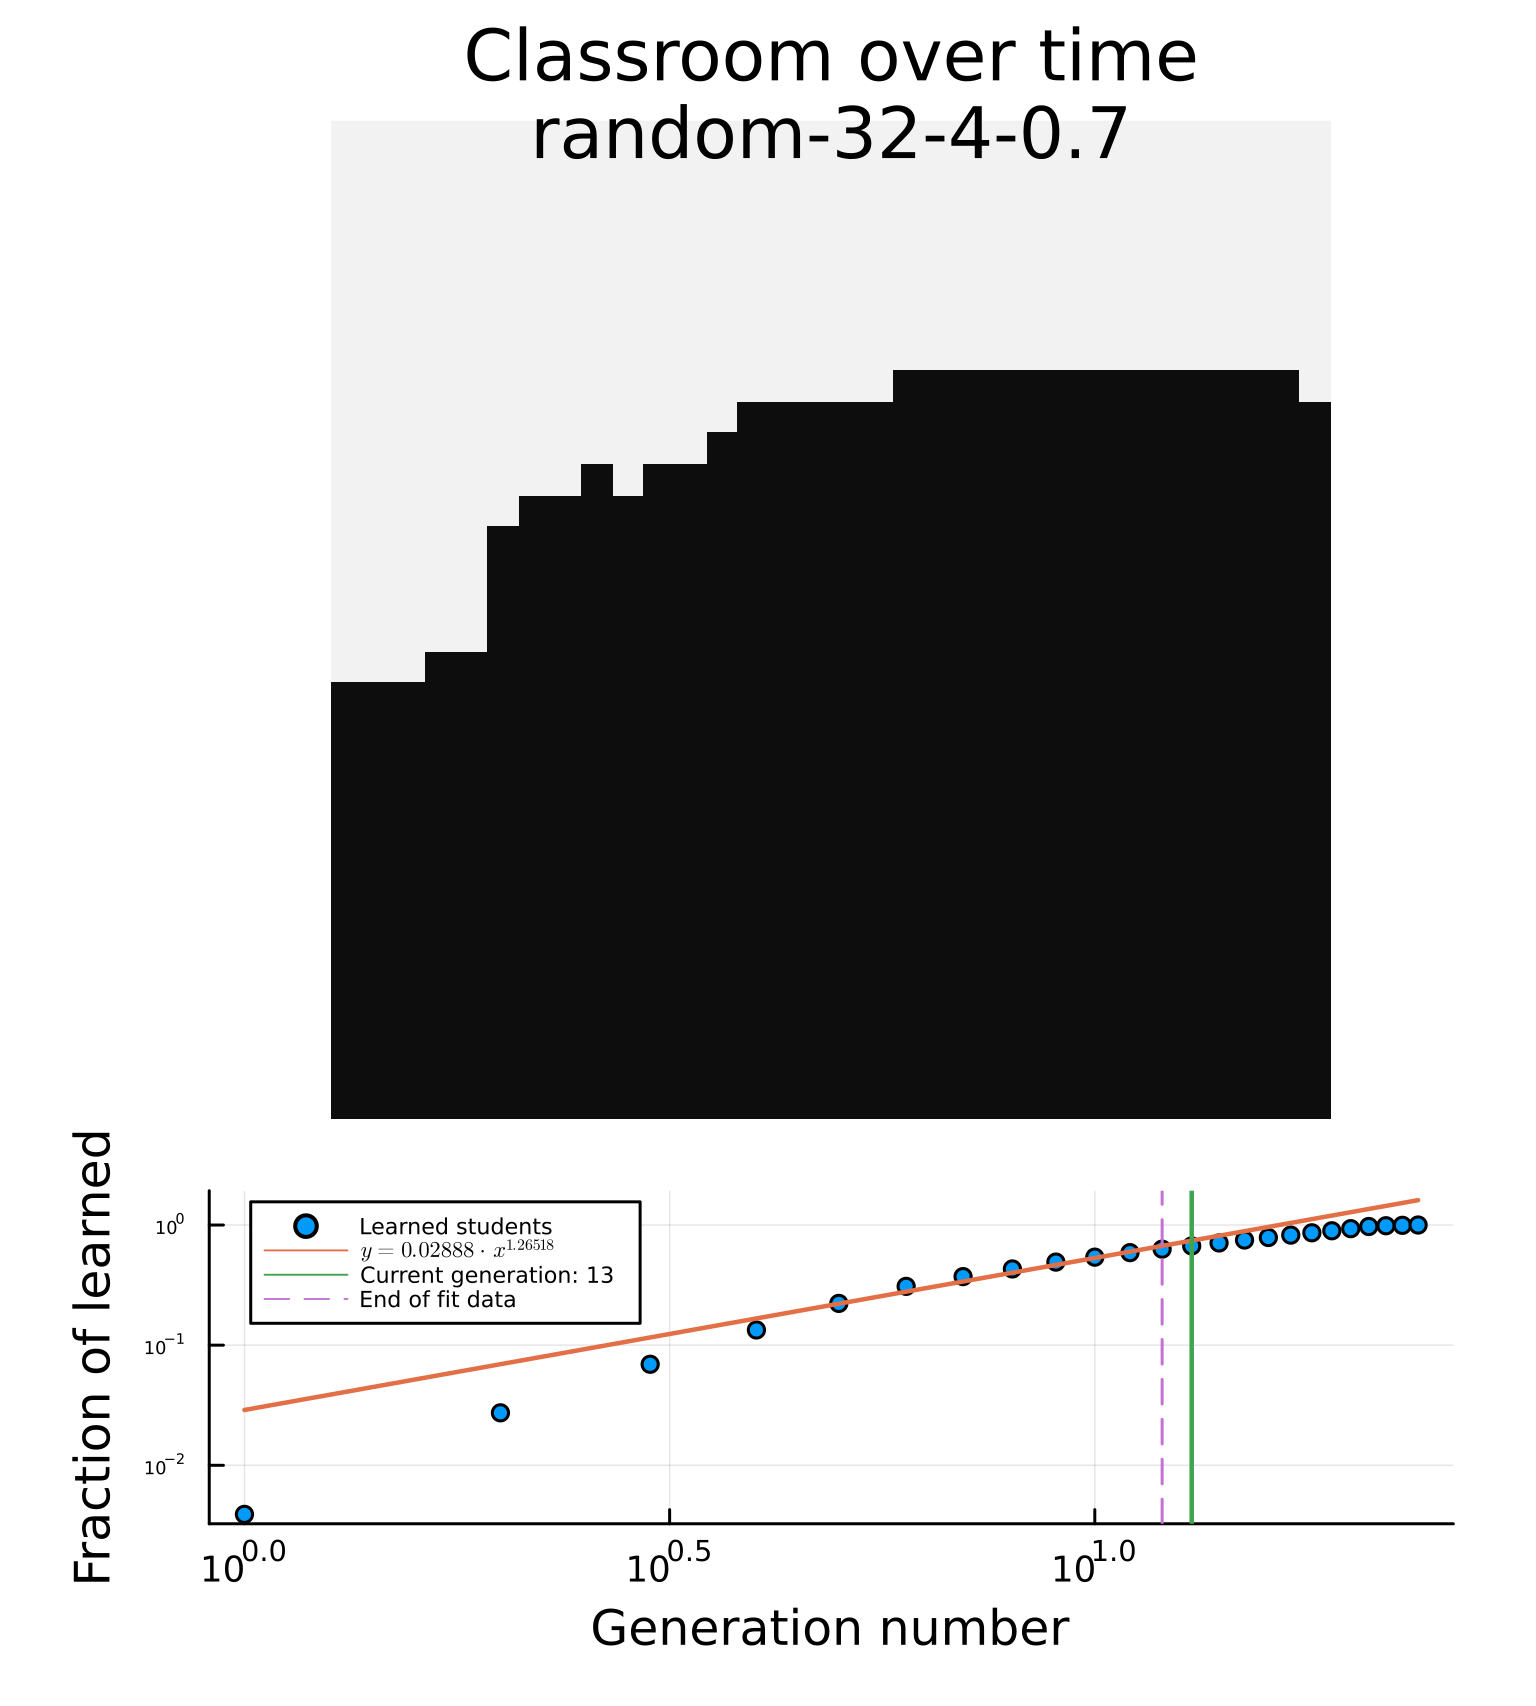 Classroom over time
random-32-4-0.7
Fraction of learned
10^0
10^−1
10^−2
Learned students
y = 0.02888 · x^1.26518
Current generation: 13
End of fit data
10^0.0
10^0.5
10^1.0
Generation number